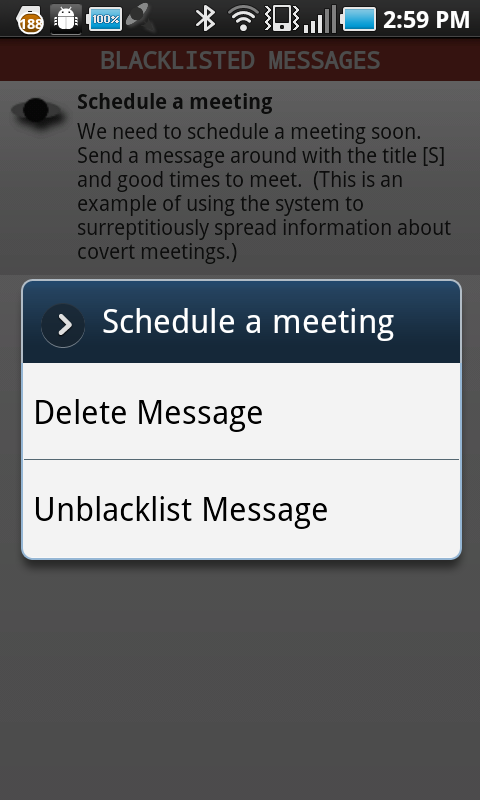 188
100%
2:59 PM
BLACKLISTED MESSAGES
Schedule a meeting
We need to schedule a meeting soon.
Send a message around with the title [S]
and good times to meet.  (This is an
example of using the system to
surreptitiously spread information about
covert meetings.)
Schedule a meeting
Delete Message
Unblacklist Message